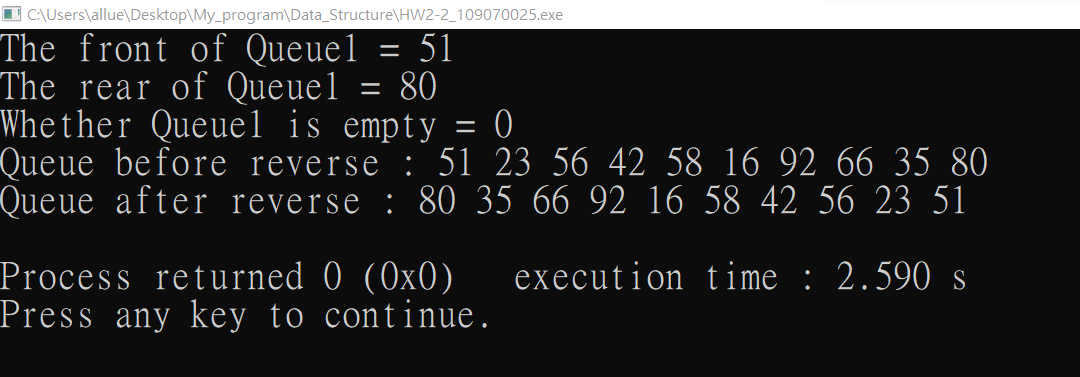 C:\Users\allue\Desktop\My_program\Data_Structure\HW2-2_109070025.exe
The front of Queue1 = 51
The rear of Queue1 = 80
Whether Queue1 is empty = 0
Queue before reverse : 51 23 56 42 58 16 92 66 35 80
Queue after reverse : 80 35 66 92 16 58 42 56 23 51
Process returned 0 (0x0)   execution time : 2.590 s
Press any key to continue.